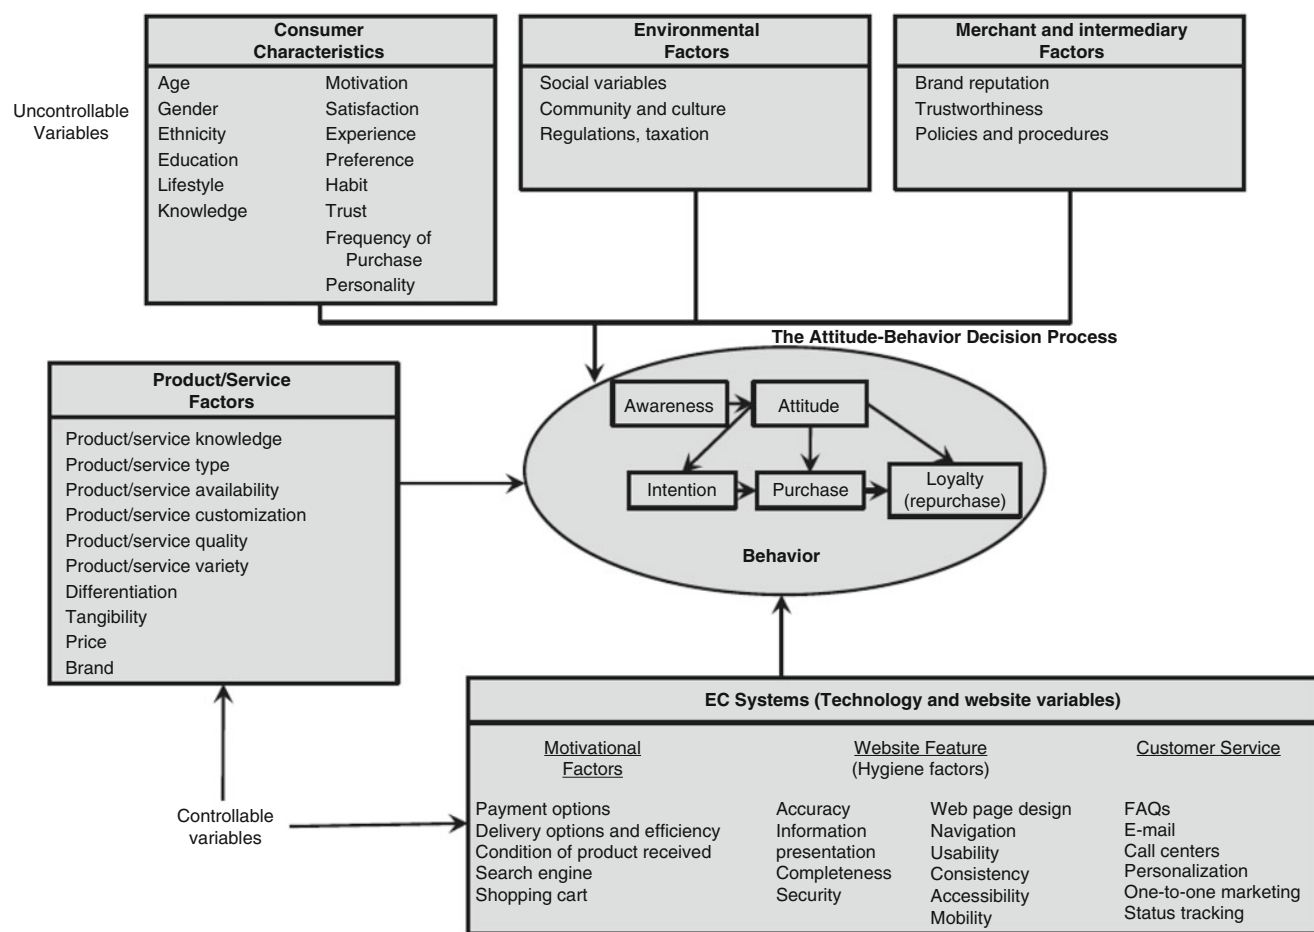 Uncontrollable
Variables
Consumer
Characteristics
Age
Gender
Ethnicity
Education
Lifestyle
Knowledge
Motivation
Satisfaction
Experience
Preference
Habit
Trust
Frequency of
Purchase
Personality
Environmental
Factors
Social variables
Community and culture
Regulations, taxation
Merchant and intermediary
Factors
Brand reputation
Trustworthiness
Policies and procedures
The Attitude-Behavior Decision Process
Awareness
Attitude
Intention
Purchase
Loyalty
(repurchase)
Behavior
Product/Service
Factors
Product/service knowledge
Product/service type
Product/service availability
Product/service customization
Product/service quality
Product/service variety
Differentiation
Tangibility
Price
Brand
Controllable
variables
EC Systems (Technology and website variables)
Motivational
Factors
Payment options
Delivery options and efficiency
Condition of product received
Search engine
Shopping cart
Website Feature
(Hygiene factors)
Accuracy
Information
presentation
Completeness
Security
Web page design
Navigation
Usability
Consistency
Accessibility
Mobility
Customer Service
FAQs
E-mail
Call centers
Personalization
One-to-one marketing
Status tracking